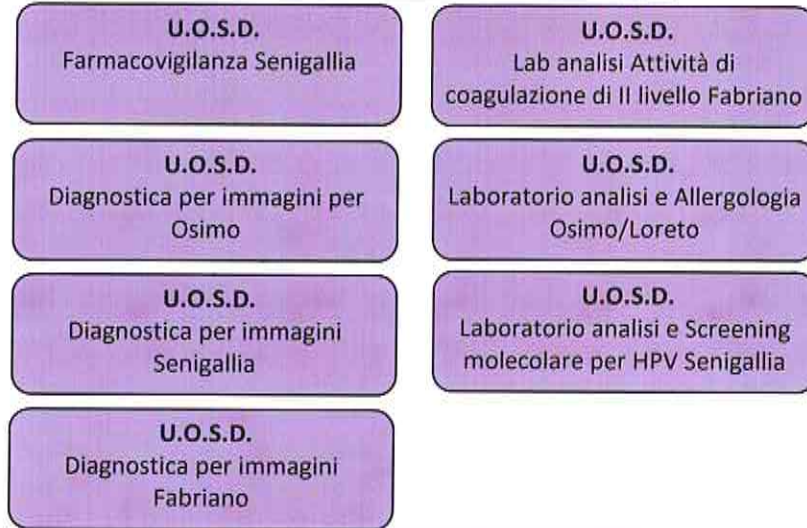 U.O.S.D.
Farmacovigilanza Senigallia
U.O.S.D.
Diagnostica per immagini per
Osimo
U.O.S.D.
Diagnostica per immagini
Senigallia
U.O.S.D.
Diagnostica per immagini
Fabriano
U.O.S.D.
Lab analisi Attività di
coagulazione di II livello Fabriano
U.O.S.D.
Laboratorio analisi e Allergologia
Osimo/Loreto
U.O.S.D.
Laboratorio analisi e Screening
molecolare per HPV Senigallia